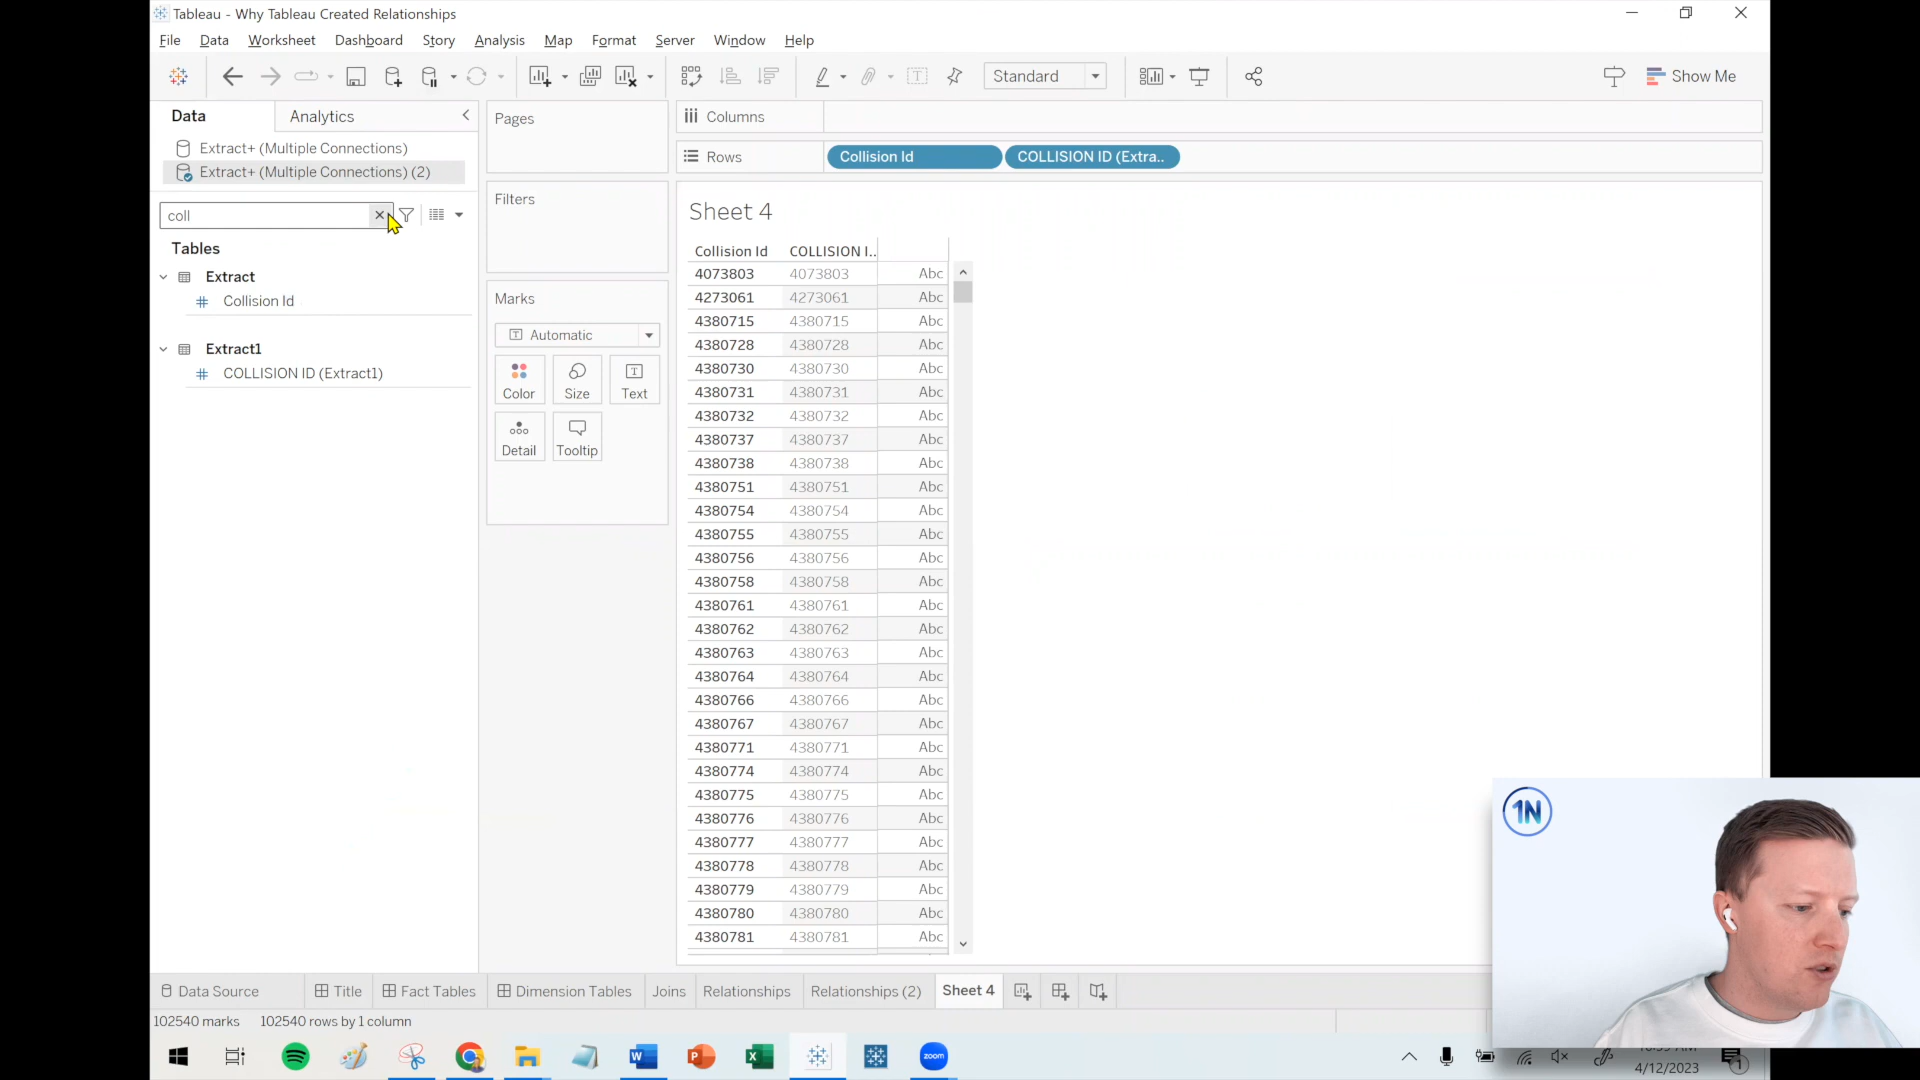 Tableau - Why Tableau Created Relationships
File Data Worksheet Dashboard Story Analysis Map Format Server Window Help
Standard
Show Me
Data Analytics
Extract+ (Multiple Connections)
Extract+ (Multiple Connections) (2)
coll
Tables
Extract
Collision Id
Extract1
COLLISION ID (Extract1)
Pages
Filters
Marks
Automatic
Color Size Text
Detail Tooltip
Columns
Rows Collision Id COLLISION ID (Extra..
Sheet 4
Collision Id COLLISION I..
4073803 4073803 Abc
4273061 4273061 Abc
4380715 4380715 Abc
4380728 4380728 Abc
4380730 4380730 Abc
4380731 4380731 Abc
4380732 4380732 Abc
4380737 4380737 Abc
4380738 4380738 Abc
4380751 4380751 Abc
4380754 4380754 Abc
4380755 4380755 Abc
4380756 4380756 Abc
4380758 4380758 Abc
4380761 4380761 Abc
4380762 4380762 Abc
4380763 4380763 Abc
4380764 4380764 Abc
4380766 4380766 Abc
4380767 4380767 Abc
4380771 4380771 Abc
4380774 4380774 Abc
4380775 4380775 Abc
4380776 4380776 Abc
4380777 4380777 Abc
4380778 4380778 Abc
4380779 4380779 Abc
4380780 4380780 Abc
4380781 4380781 Abc
1N
Data Source Title Fact Tables Dimension Tables Joins Relationships Relationships (2) Sheet 4
102540 marks 102540 rows by 1 column
zoom
4/12/2023